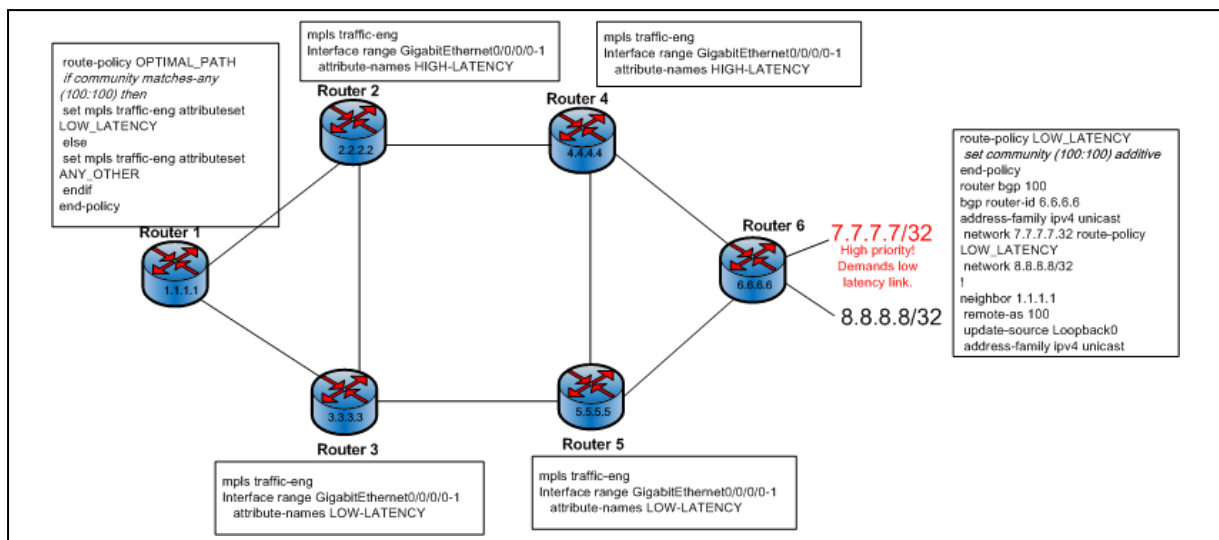 mpls traffic-eng
Interface range GigabitEthernet0/0/0/0-1
attribute-names HIGH-LATENCY
mpls traffic-eng
Interface range GigabitEthernet0/0/0/0-1
attribute-names HIGH-LATENCY
route-policy OPTIMAL_PATH
if community matches-any
(100:100) then
set mpls traffic-eng attributeset
LOW_LATENCY
else
set mpls traffic-eng attributeset
ANY_OTHER
endif
end-policy
Router 2
2.2.2.2
Router 4
4.4.4.4
Router 1
1.1.1.1
Router 6
6.6.6.6
7.7.7.7/32
High priority!
Demands low
latency link.
8.8.8.8/32
route-policy LOW_LATENCY
set community (100:100) additive
end-policy
router bgp 100
bgp router-id 6.6.6.6
address-family ipv4 unicast
network 7.7.7.7.32 route-policy
LOW_LATENCY
network 8.8.8.8/32
!
neighbor 1.1.1.1
remote-as 100
update-source Loopback0
address-family ipv4 unicast
3.3.3.3
Router 3
5.5.5.5
Router 5
mpls traffic-eng
Interface range GigabitEthernet0/0/0/0-1
attribute-names LOW-LATENCY
mpls traffic-eng
Interface range GigabitEthernet0/0/0/0-1
attribute-names LOW-LATENCY